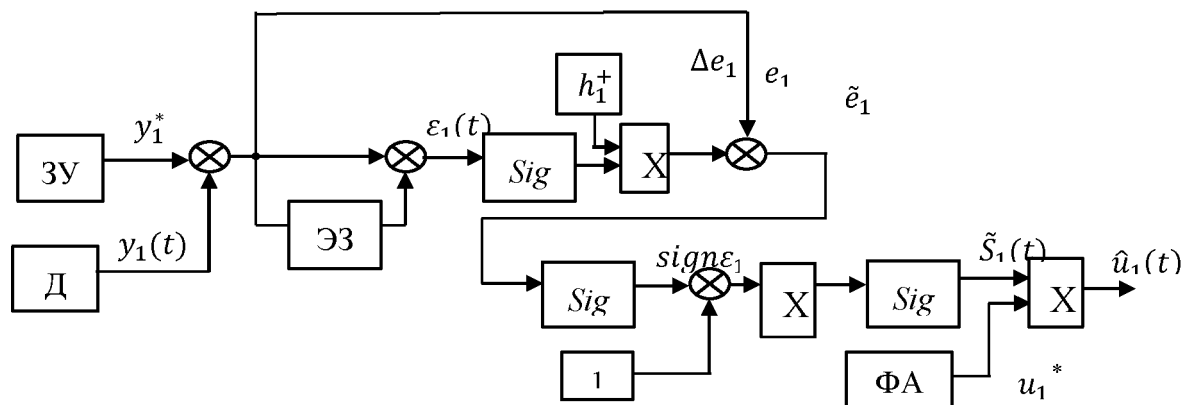 Δe₁
e₁
ẽ₁
h₁⁺
y₁*
ε₁(t)
ЗУ
Sig
X
ЭЗ
y₁(t)
Д
signε₁
S̃₁(t)
û₁(t)
Sig
X
Sig
X
1
ФА
u₁*